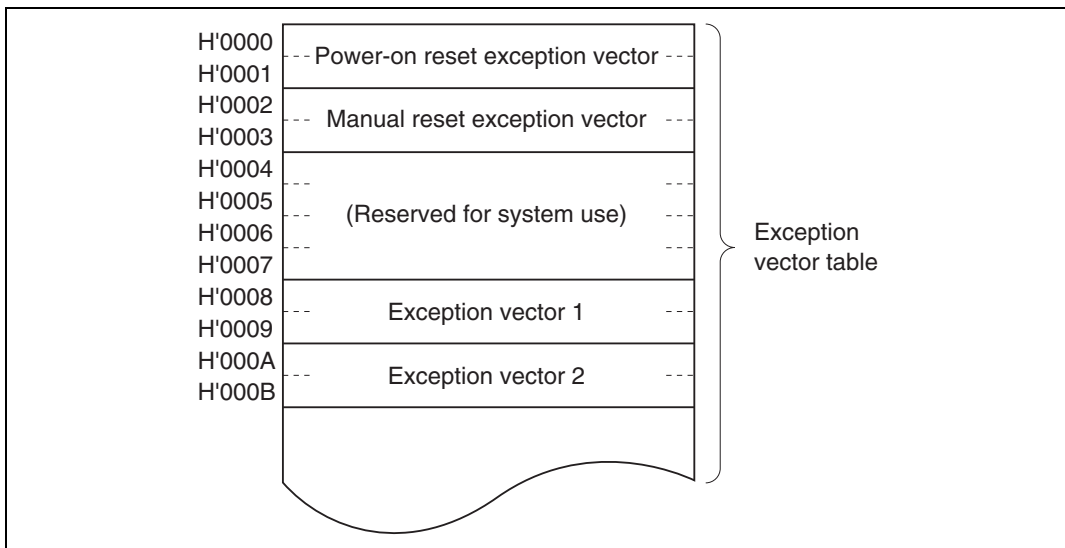 H'0000
Power-on reset exception vector
H'0001
H'0002
Manual reset exception vector
H'0003
H'0004
H'0005
(Reserved for system use)
H'0006
H'0007
Exception
vector table
H'0008
Exception vector 1
H'0009
H'000A
Exception vector 2
H'000B